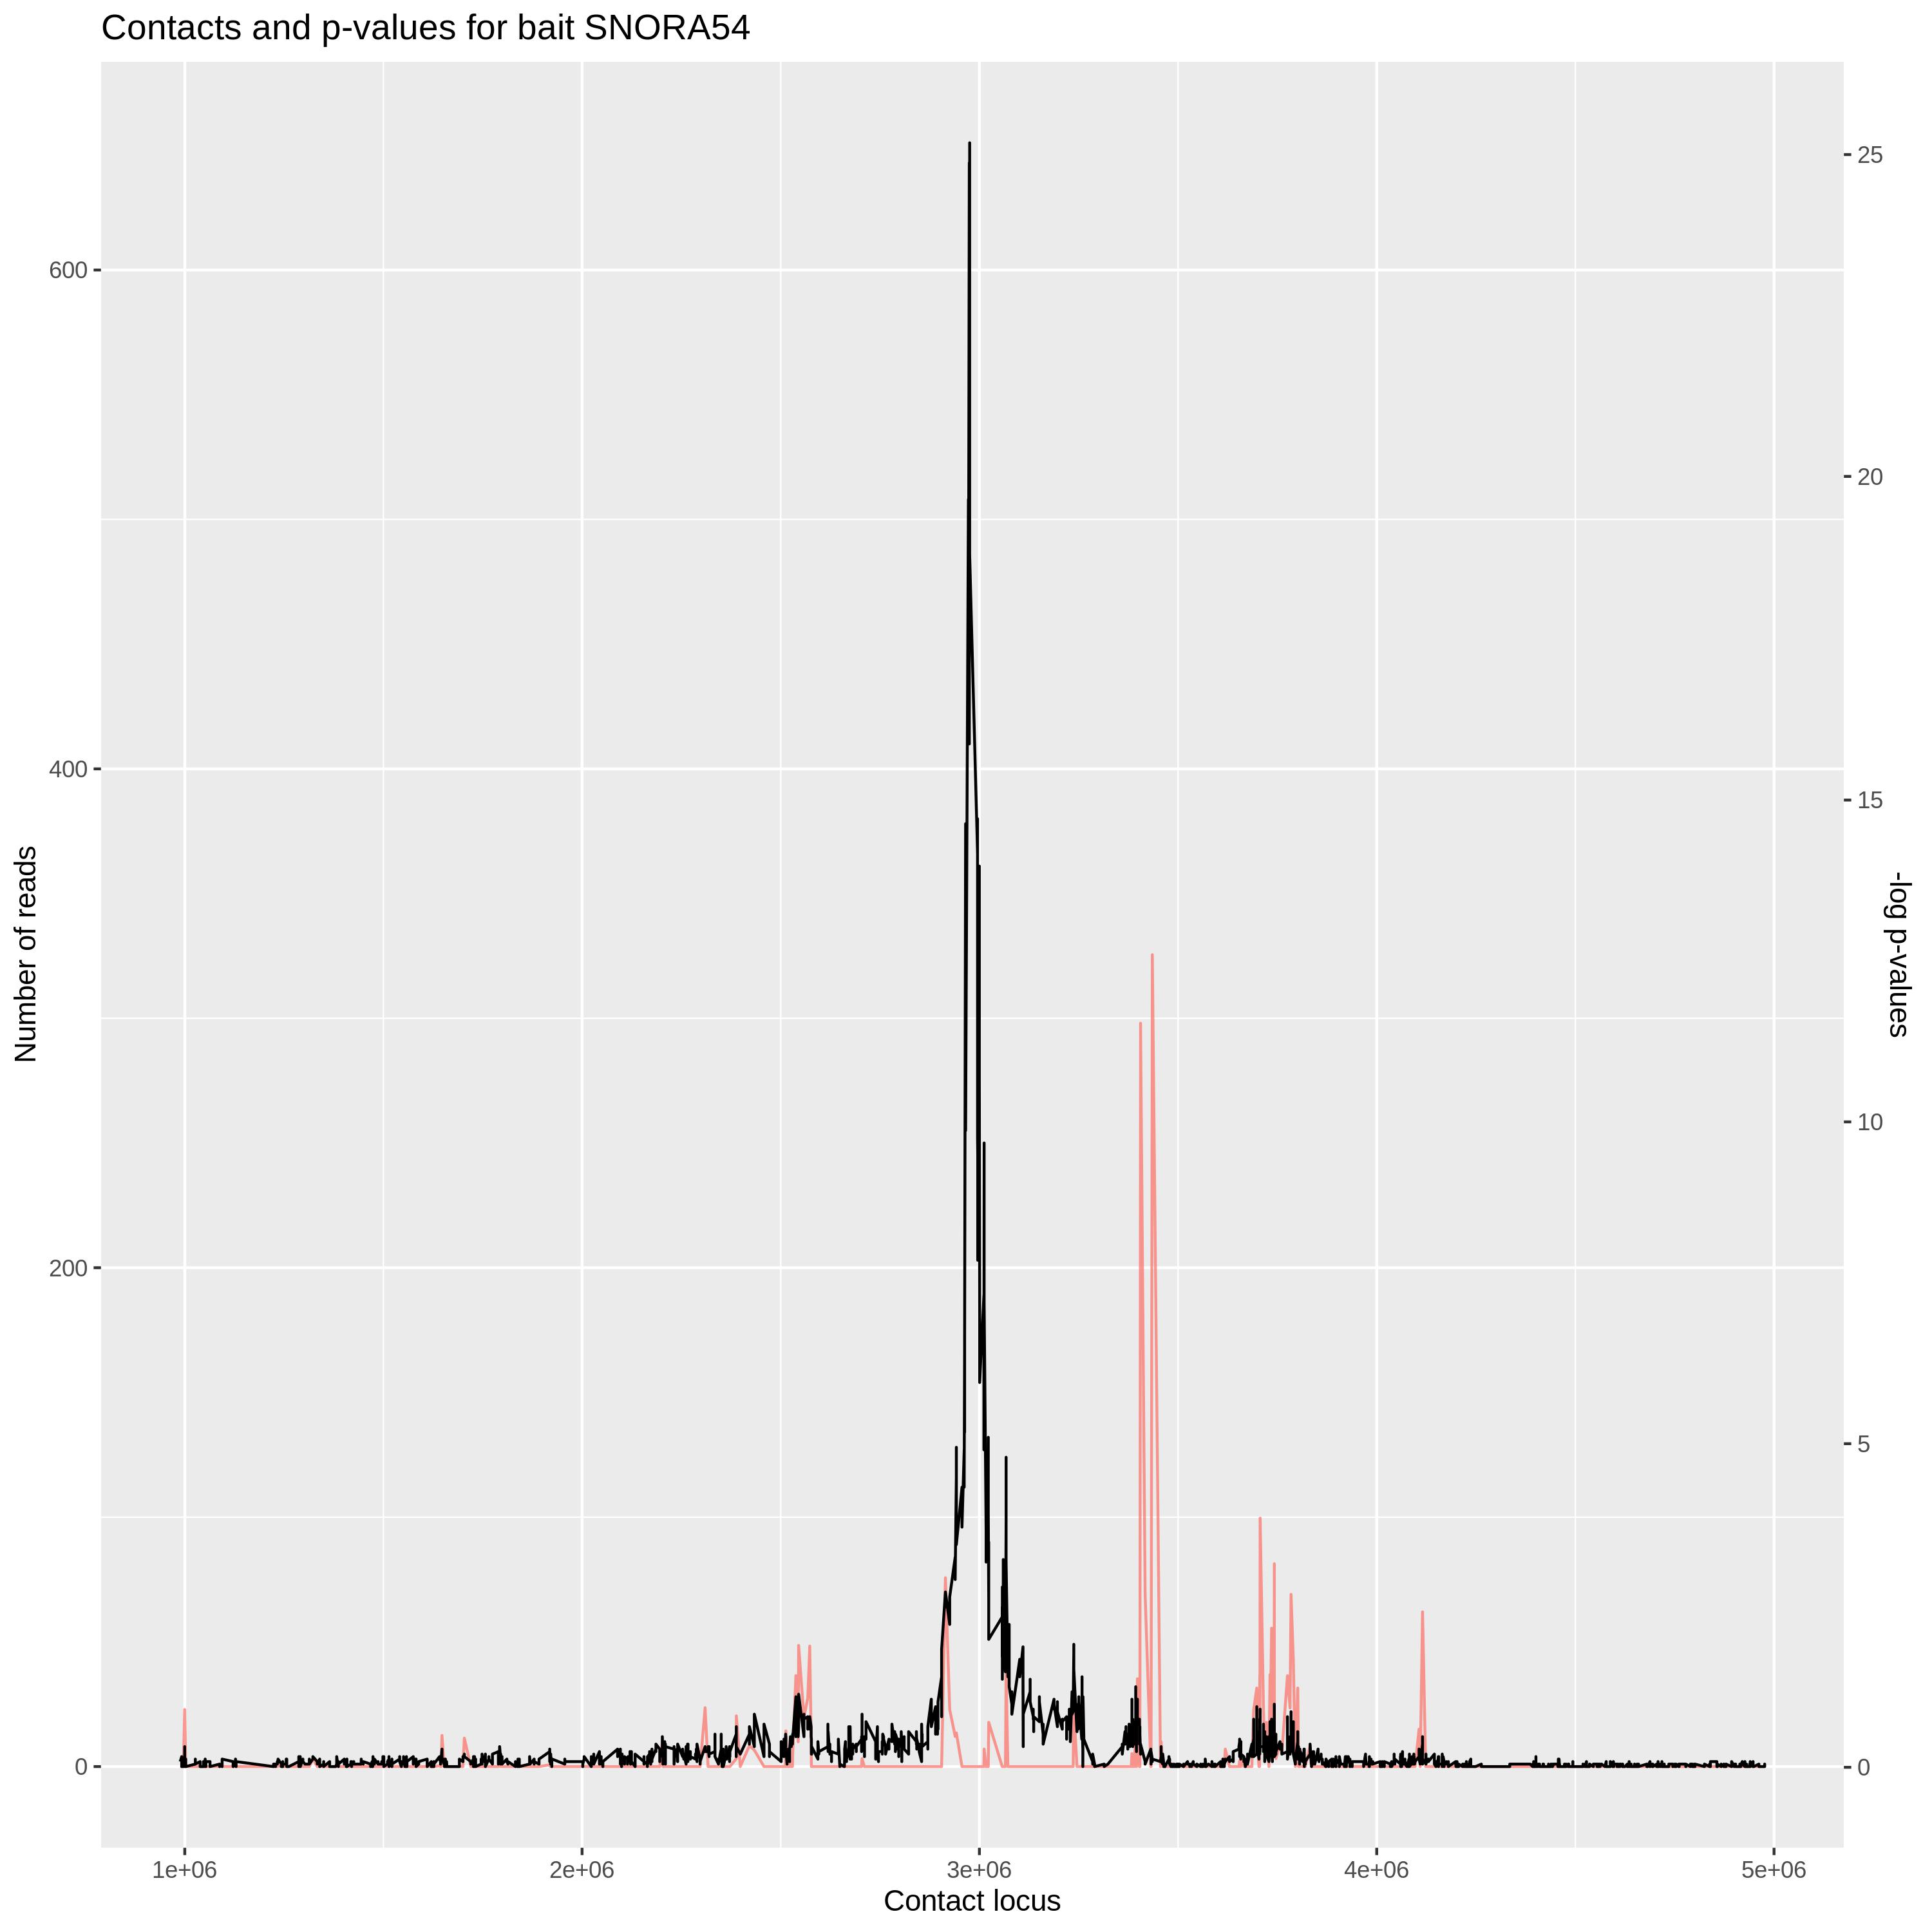 Contacts and p-values for bait SNORA54
Number of reads
600
400
200
0
25
20
15
10
5
0
-log p-values
1e+06 2e+06 3e+06 4e+06 5e+06
Contact locus